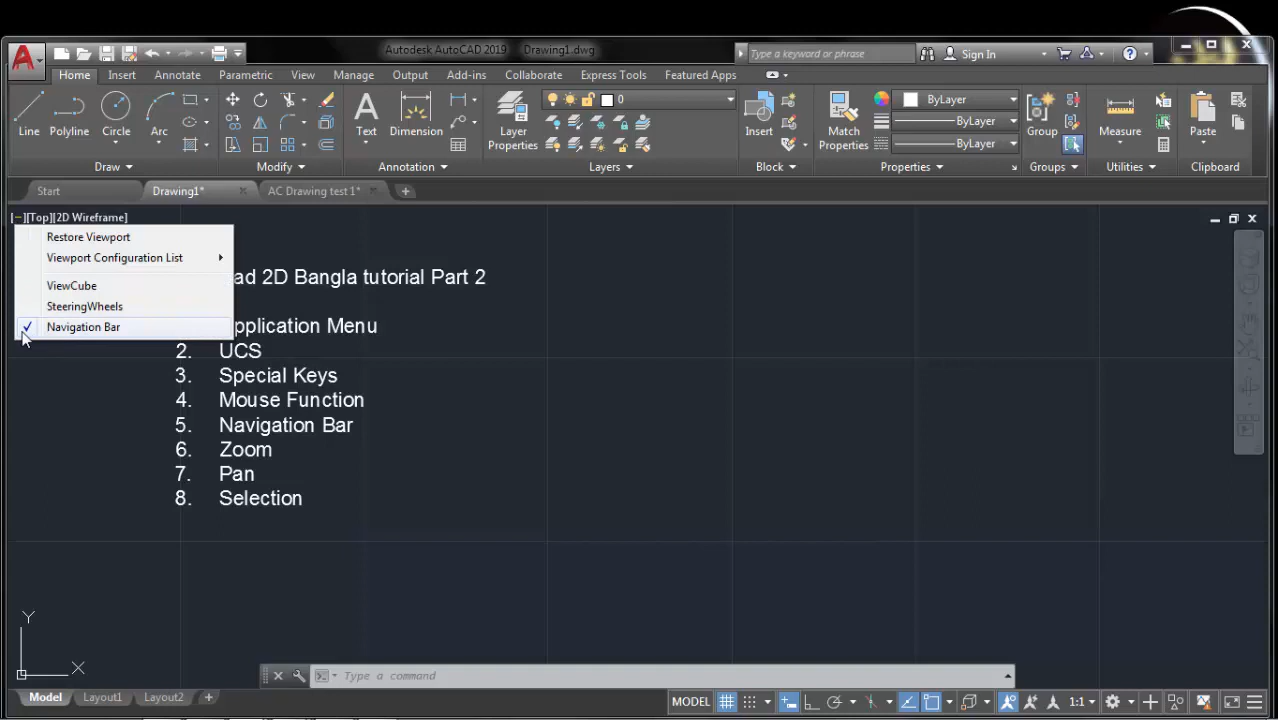 Autodesk AutoCAD 2019 Drawing1.dwg
Type a keyword or phrase
Sign In
Home Insert Annotate Parametric View Manage Output Add-ins Collaborate Express Tools Featured Apps
0
ByLayer
ByLayer
ByLayer
Line Polyline Circle Arc Text Dimension Layer Properties Insert Match Properties Group Measure Paste
Draw Modify Annotation Layers Block Properties Groups Utilities Clipboard
Start Drawing1* AC Drawing test 1*
[−][Top][2D Wireframe]
Restore Viewport
Viewport Configuration List
ViewCube
SteeringWheels
Navigation Bar
ad 2D Bangla tutorial Part 2
pplication Menu
2. UCS
3. Special Keys
4. Mouse Function
5. Navigation Bar
6. Zoom
7. Pan
8. Selection
Y
X
Type a command
Model Layout1 Layout2
MODEL 1:1